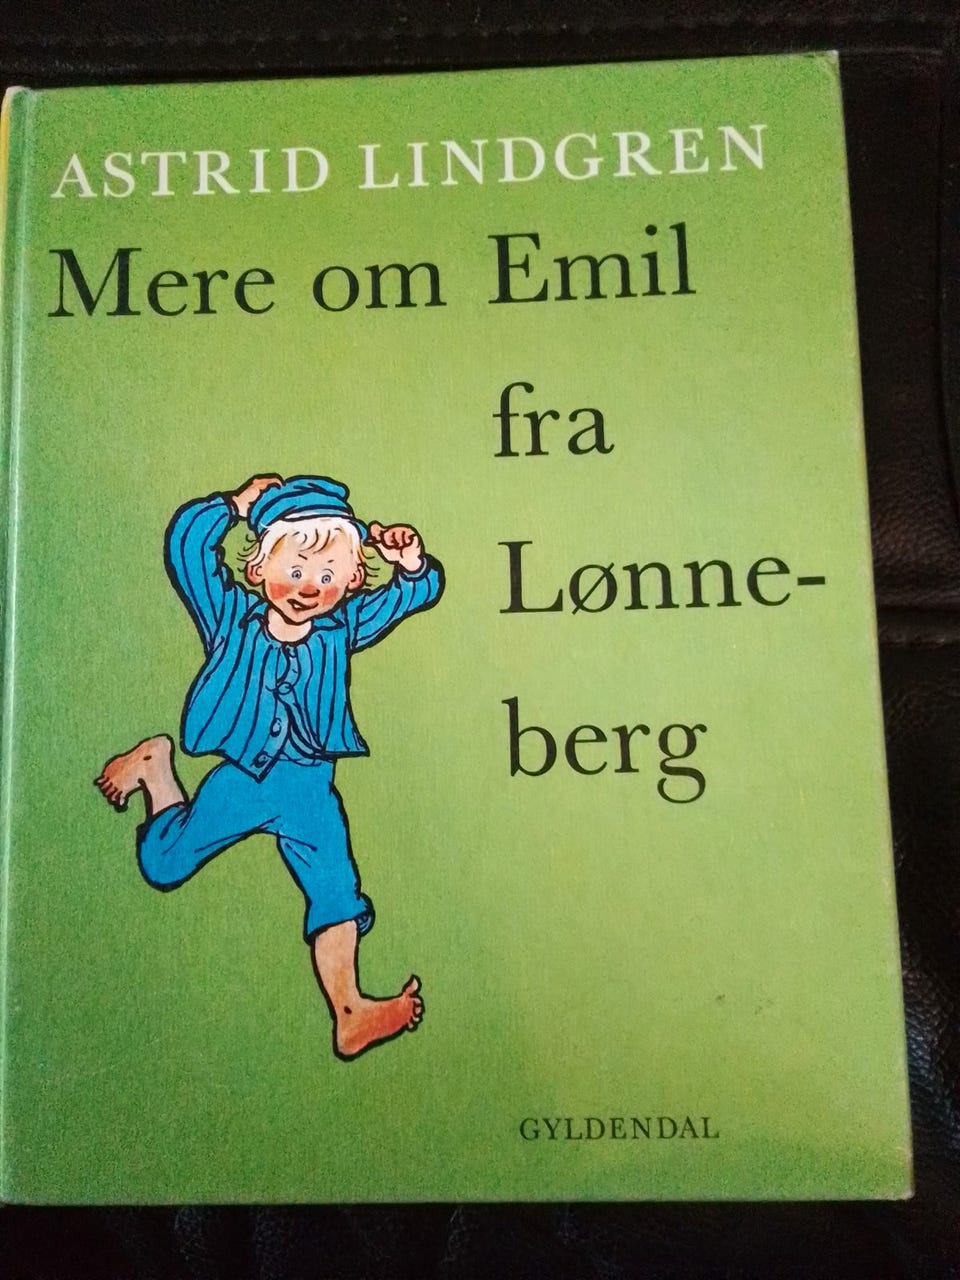 ASTRID LINDGREN
Mere om Emil
fra
Lønne-
berg
GYLDENDAL